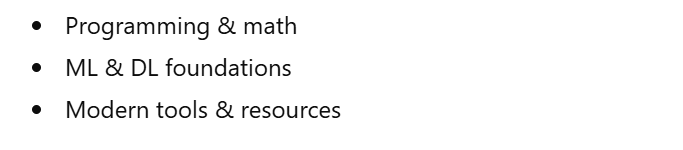 • Programming & math
• ML & DL foundations
• Modern tools & resources